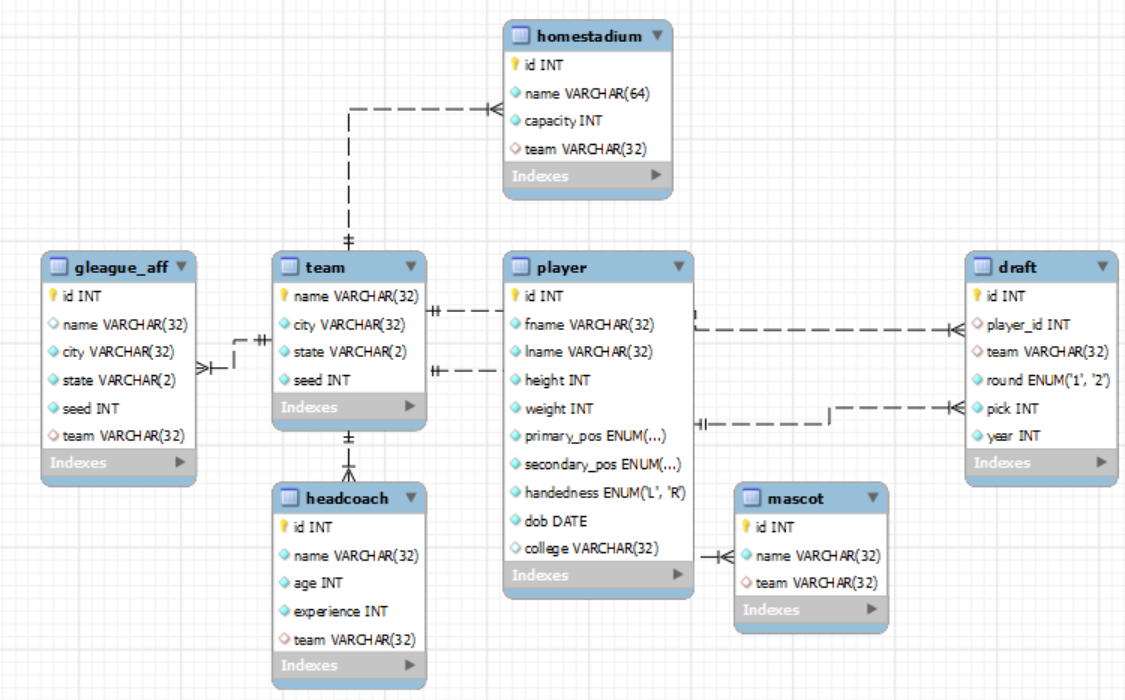 homestadium
id INT
name VARCHAR(64)
capacity INT
team VARCHAR(32)
Indexes
gleague_aff
id INT
name VARCHAR(32)
city VARCHAR(32)
state VARCHAR(2)
seed INT
team VARCHAR(32)
Indexes
team
name VARCHAR(32)
city VARCHAR(32)
state VARCHAR(2)
seed INT
Indexes
player
id INT
fname VARCHAR(32)
lname VARCHAR(32)
height INT
weight INT
primary_pos ENUM(...)
secondary_pos ENUM(...)
handedness ENUM('L', 'R')
dob DATE
college VARCHAR(32)
Indexes
draft
id INT
player_id INT
team VARCHAR(32)
round ENUM('1', '2')
pick INT
year INT
Indexes
headcoach
id INT
name VARCHAR(32)
age INT
experience INT
team VARCHAR(32)
Indexes
mascot
id INT
name VARCHAR(32)
team VARCHAR(32)
Indexes